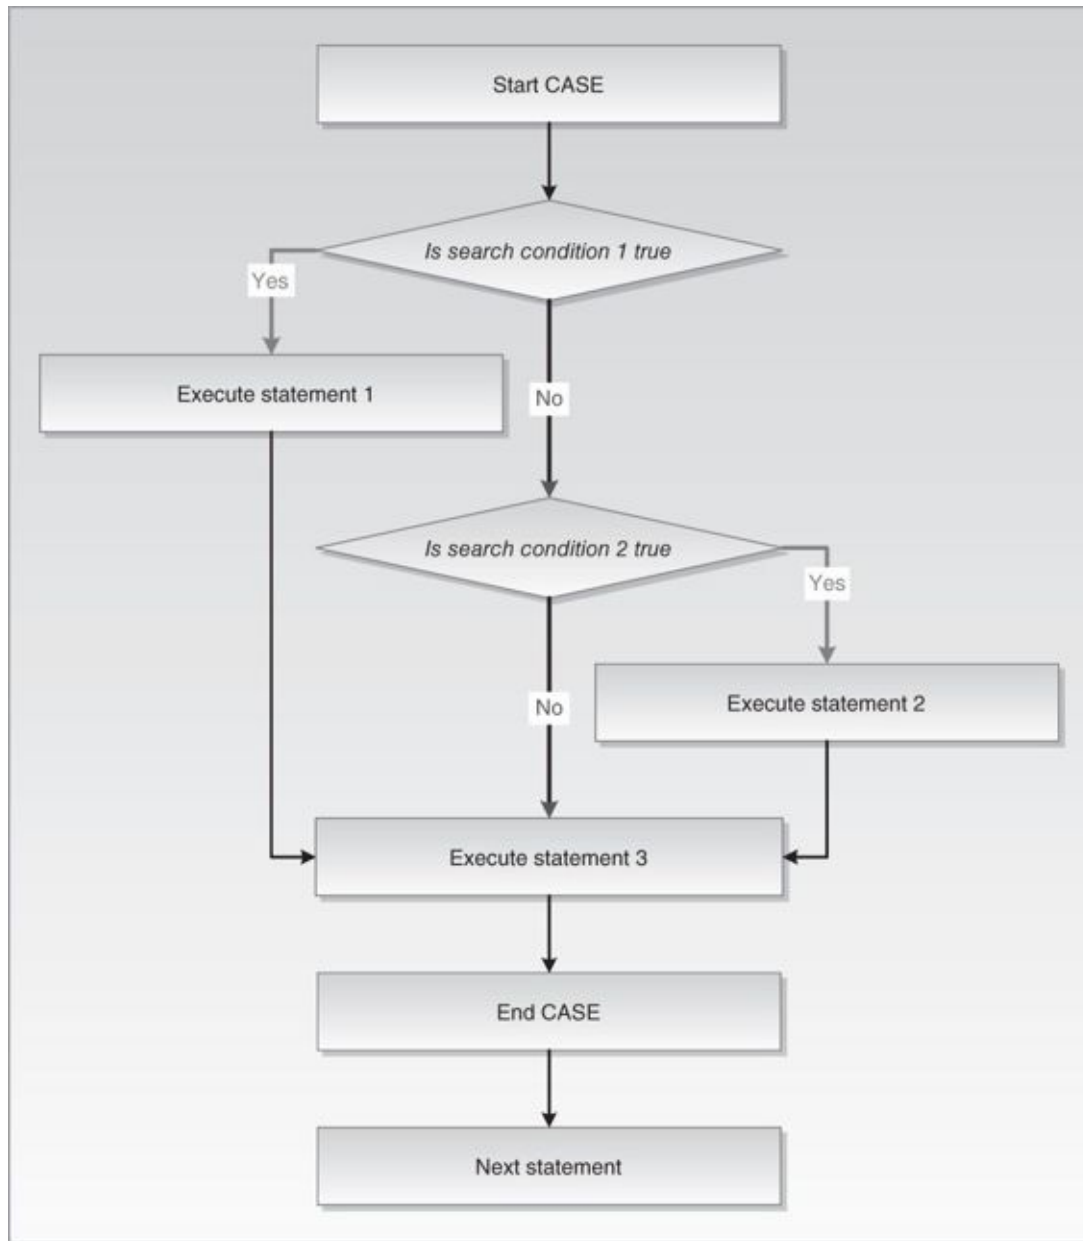 Start CASE
Is search condition 1 true
Yes
Execute statement 1
No
Is search condition 2 true
Yes
Execute statement 2
No
Execute statement 3
End CASE
Next statement